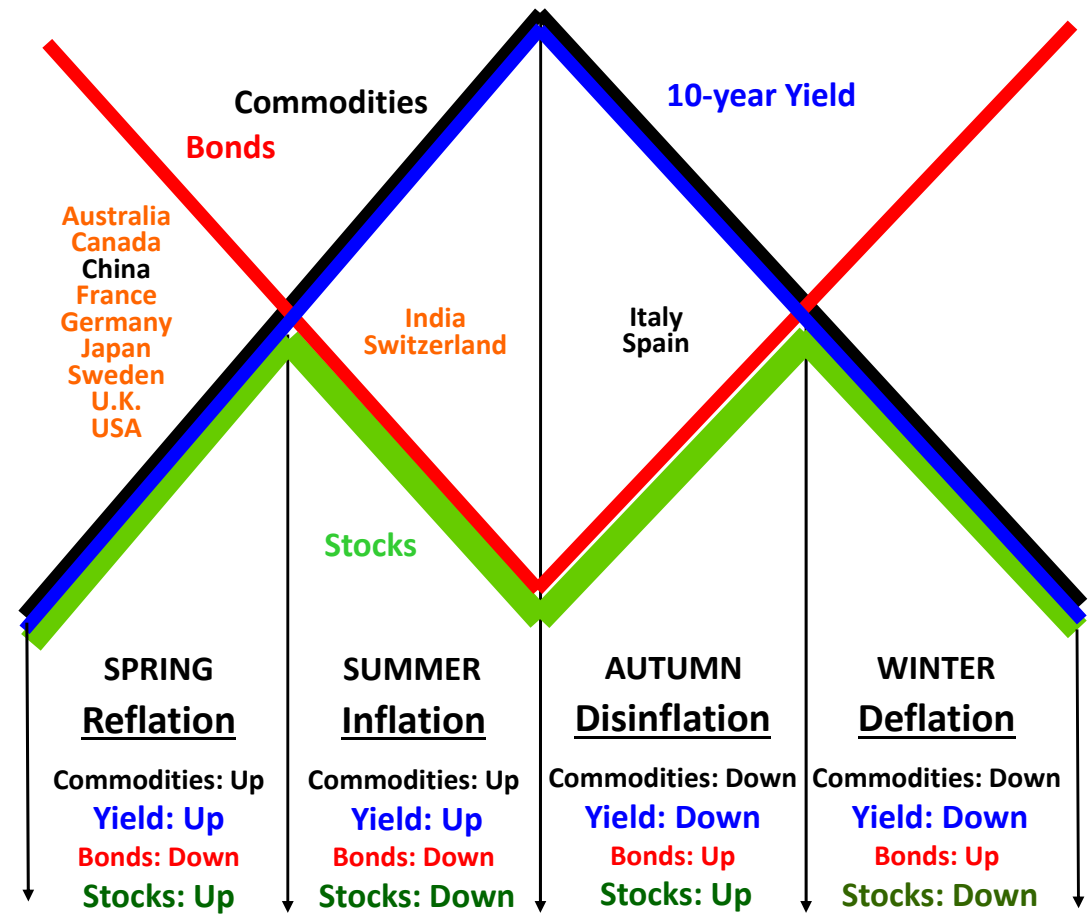 Commodities
10-year Yield
Bonds
Australia
Canada
China
France
Germany
Japan
Sweden
U.K.
USA
India
Switzerland
Italy
Spain
Stocks
SPRING
Reflation
Commodities: Up
Yield: Up
Bonds: Down
Stocks: Up
SUMMER
Inflation
Commodities: Up
Yield: Up
Bonds: Down
Stocks: Down
AUTUMN
Disinflation
Commodities: Down
Yield: Down
Bonds: Up
Stocks: Up
WINTER
Deflation
Commodities: Down
Yield: Down
Bonds: Up
Stocks: Down